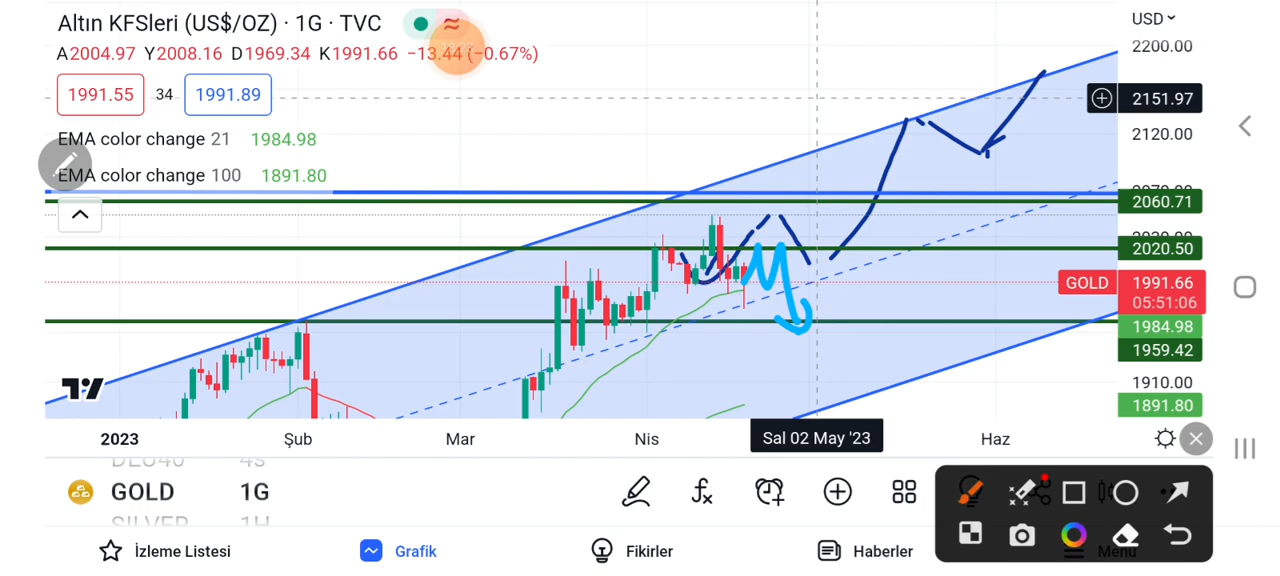 Altın KFSleri (US$/OZ) · 1G · TVC
A2004.97 Y2008.16 D1969.34 K1991.66 −13.44 (−0.67%)
1991.55 34 1991.89
EMA color change 21 1984.98
EMA color change 100 1891.80
USD
2200.00
2151.97
2120.00
2060.71
2020.50
GOLD 1991.66
05:51:06
1984.98
1959.42
1910.00
1891.80
2023 Şub Mar Nis Sal 02 May '23 Haz
GOLD 1G
SILVER 1H
İzleme Listesi Grafik Fikirler Haberler Menü